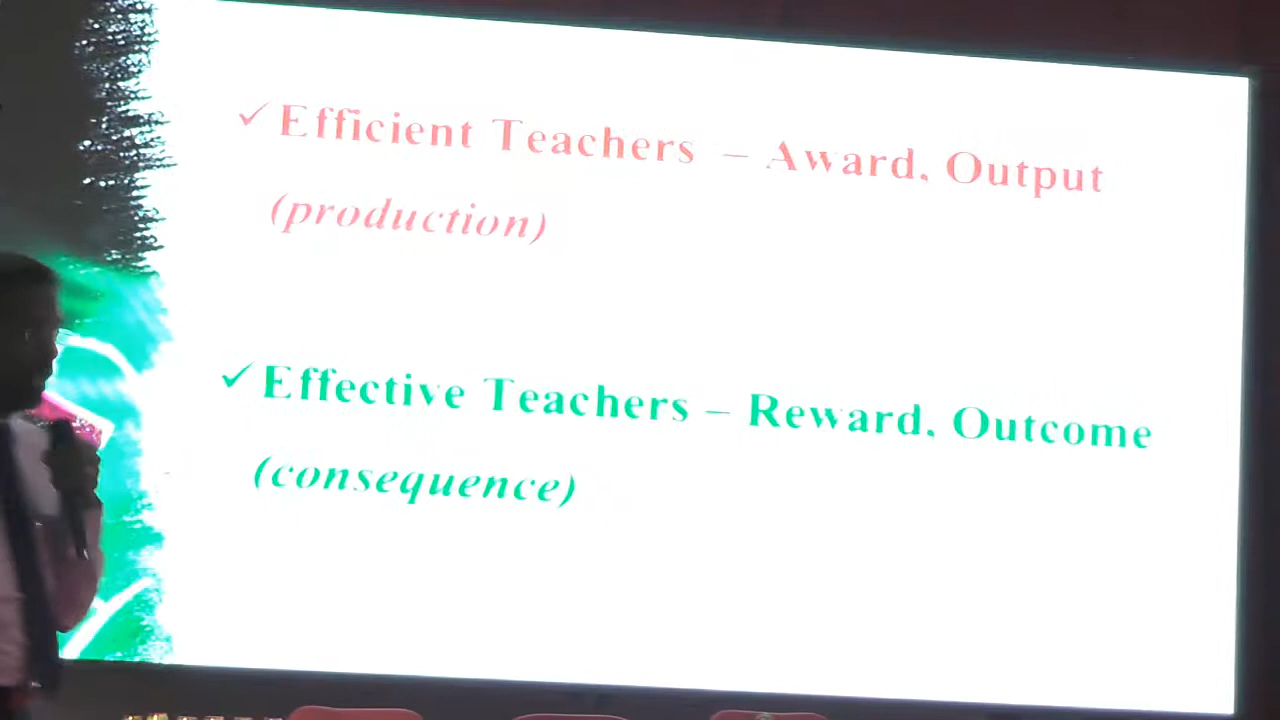 ✓ Efficient Teachers – Award, Output
(production)
✓ Effective Teachers – Reward, Outcome
(consequence)